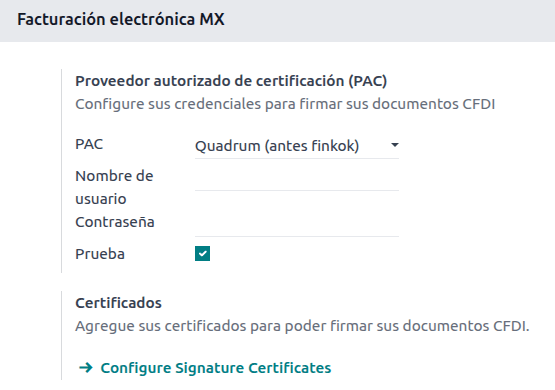 Facturación electrónica MX
Proveedor autorizado de certificación (PAC)
Configure sus credenciales para firmar sus documentos CFDI
PAC
Quadrum (antes finkok)
Nombre de
usuario
Contraseña
Prueba
Certificados
Agregue sus certificados para poder firmar sus documentos CFDI.
Configure Signature Certificates